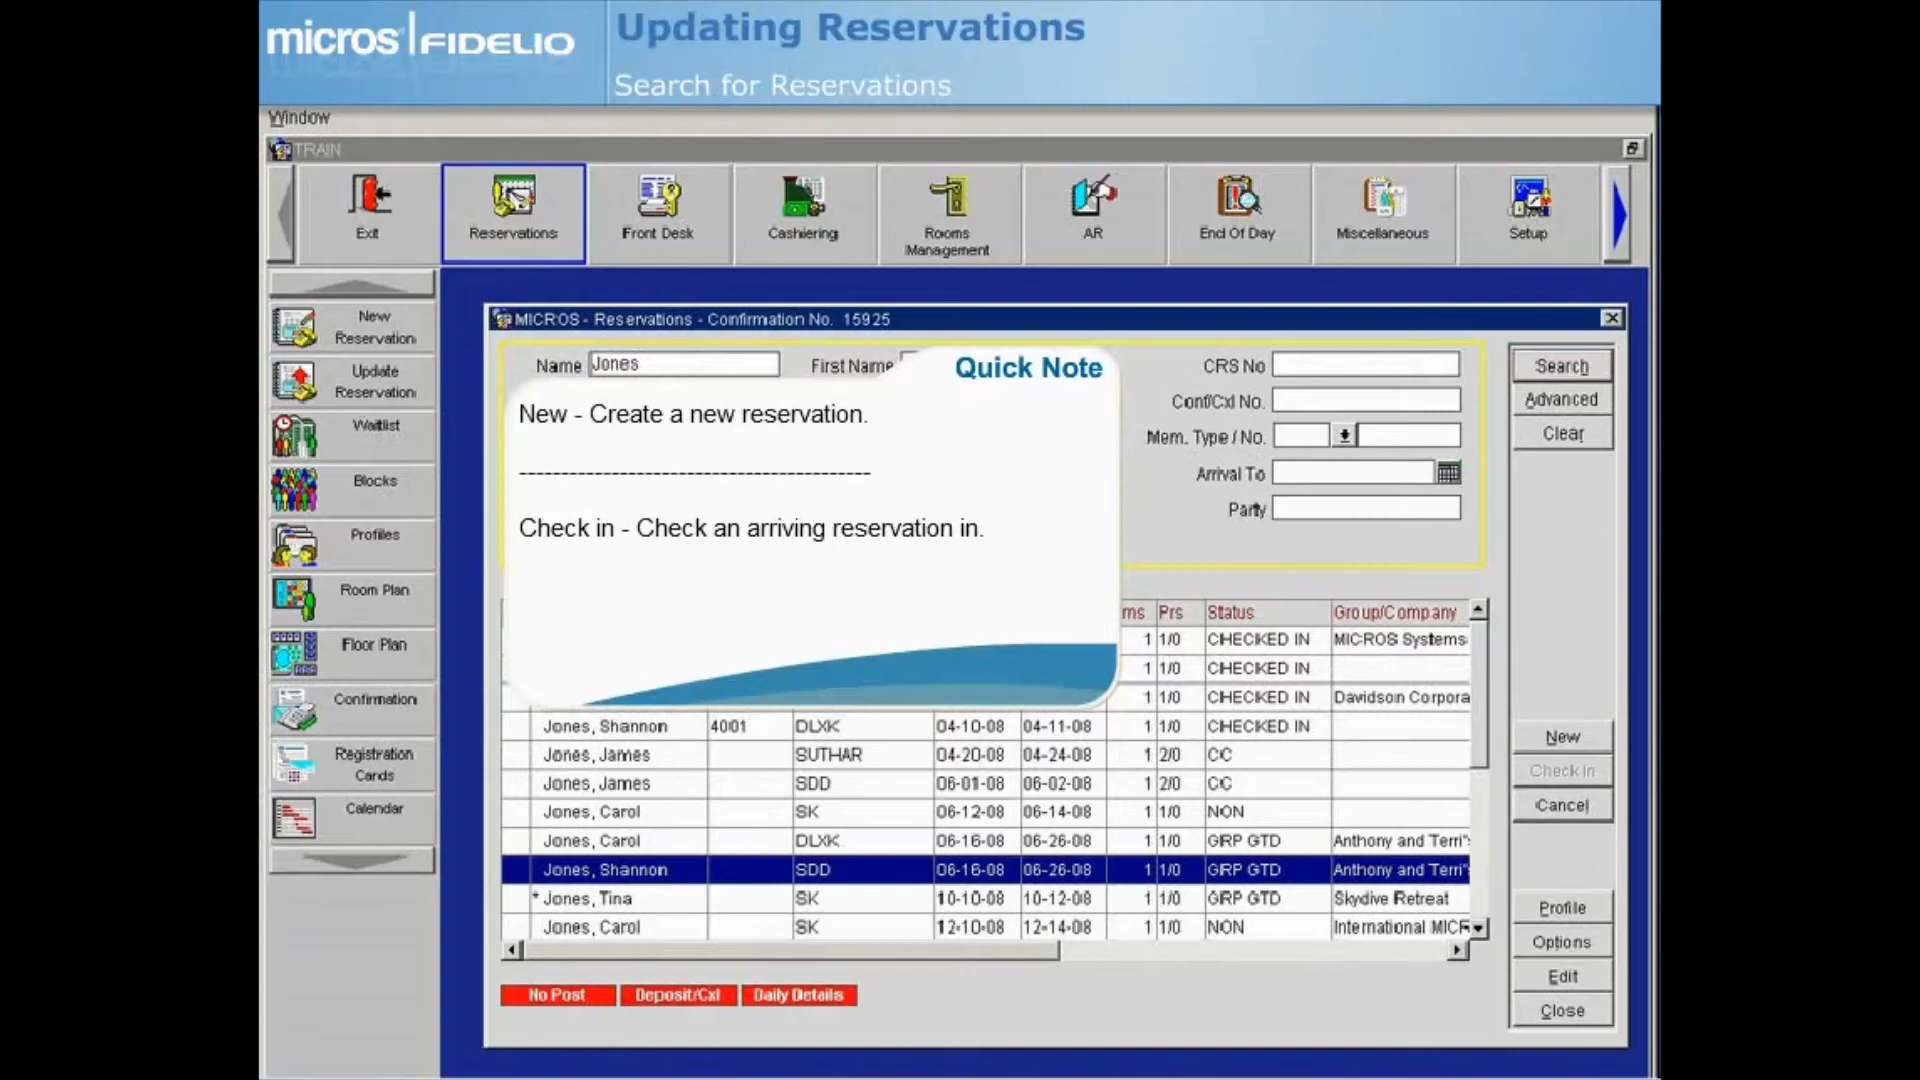 micros FIDELIO
Updating Reservations
Search for Reservations
Window
TRAIN
Exit
Reservations
Front Desk
Cashiering
Rooms
Management
AR
End Of Day
Miscellaneous
Setup
New
Reservation
Update
Reservation
Waitlist
Blocks
Profiles
Room Plan
Floor Plan
Confirmation
Registration
Cards
Calendar
MICROS - Reservations - Confirmation No. 15925
Name Jones First Name
CRS No
Conf/Cxl No.
Mem. Type / No.
Arrival To
Party
Quick Note
New - Create a new reservation.
------------------------------------------
Check in - Check an arriving reservation in.
Search
Advanced
Clear
ms Prs Status Group/Company
1 1/0 CHECKED IN MICROS Systems
1 1/0 CHECKED IN
1 1/0 CHECKED IN Davidson Corpora
Jones, Shannon 4001 DLXK 04-10-08 04-11-08 1 1/0 CHECKED IN
Jones, James SUTHAR 04-20-08 04-24-08 1 2/0 CC
Jones, James SDD 06-01-08 06-02-08 1 2/0 CC
Jones, Carol SK 06-12-08 06-14-08 1 1/0 NON
Jones, Carol DLXK 06-16-08 06-26-08 1 1/0 GRP GTD Anthony and Terri"s
Jones, Shannon SDD 06-16-08 06-26-08 1 1/0 GRP GTD Anthony and Terri"s
* Jones, Tina SK 10-10-08 10-12-08 1 1/0 GRP GTD Skydive Retreat
Jones, Carol SK 12-10-08 12-14-08 1 1/0 NON International MICR
New
Check In
Cancel
Profile
Options
Edit
Close
No Post Deposit/Cxl Daily Details